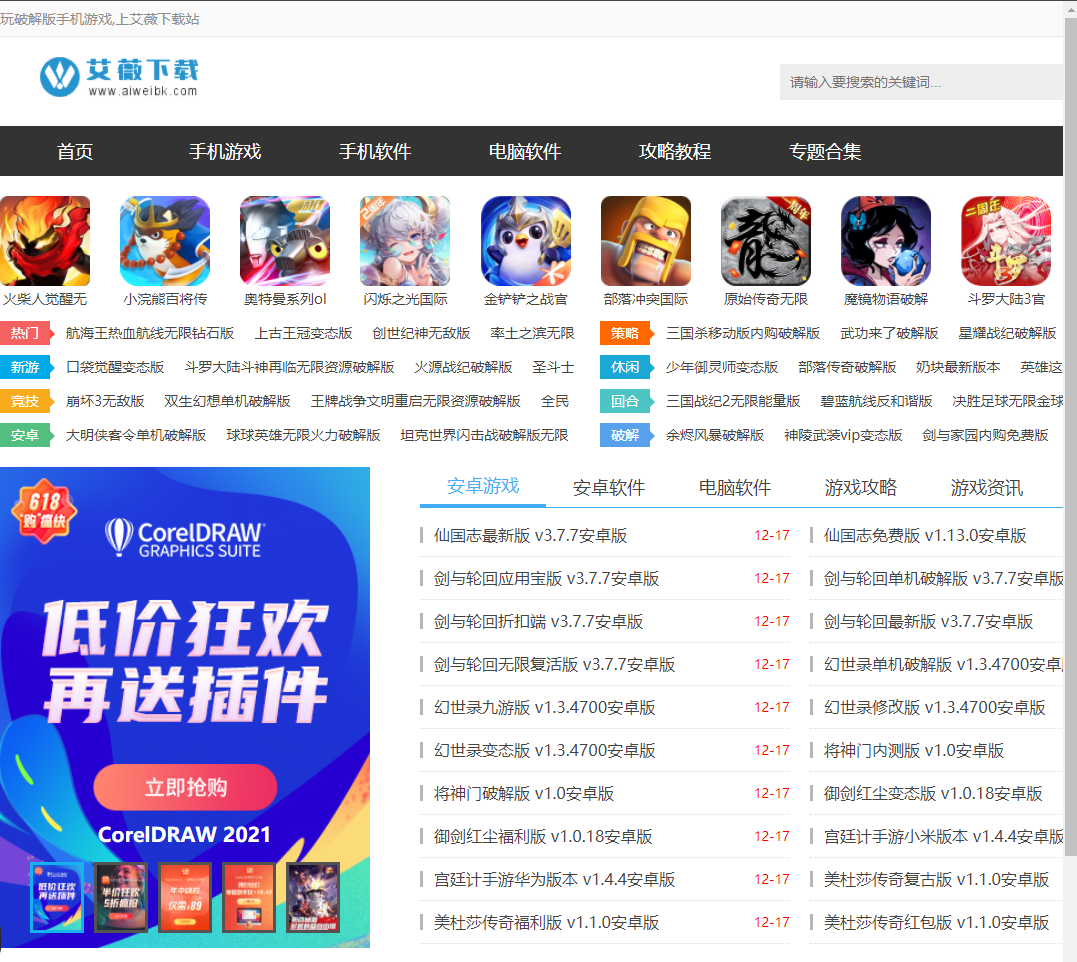 玩破解版手机游戏,上艾薇下载站
艾薇下载
www.aiweibk.com
请输入要搜索的关键词...
首页 手机游戏 手机软件 电脑软件 攻略教程 专题合集
火柴人觉醒无 小浣熊百将传 奥特曼系列ol 闪烁之光国际 金铲铲之战官 部落冲突国际 原始传奇无限 魔镜物语破解 斗罗大陆3官
热门 航海王热血航线无限钻石版 上古王冠变态版 创世纪神无敌版 率土之滨无限
策略 三国杀移动版内购破解版 武功来了破解版 星耀战纪破解版
新游 口袋觉醒变态版 斗罗大陆斗神再临无限资源破解版 火源战纪破解版 圣斗士
休闲 少年御灵师变态版 部落传奇破解版 奶块最新版本 英雄这
竞技 崩坏3无敌版 双生幻想单机破解版 王牌战争文明重启无限资源破解版 全民
回合 三国战纪2无限能量版 碧蓝航线反和谐版 决胜足球无限金球
安卓 大明侠客令单机破解版 球球英雄无限火力破解版 坦克世界闪击战破解版无限
破解 余烬风暴破解版 神陵武装vip变态版 剑与家园内购免费版
618
"购"痛快
CorelDRAW
GRAPHICS SUITE
低价狂欢
再送插件
立即抢购
CorelDRAW 2021
安卓游戏 安卓软件 电脑软件 游戏攻略 游戏资讯
仙国志最新版 v3.7.7安卓版 12-17
仙国志免费版 v1.13.0安卓版
剑与轮回应用宝版 v3.7.7安卓版 12-17
剑与轮回单机破解版 v3.7.7安卓版
剑与轮回折扣端 v3.7.7安卓版 12-17
剑与轮回最新版 v3.7.7安卓版
剑与轮回无限复活版 v3.7.7安卓版 12-17
幻世录单机破解版 v1.3.4700安卓
幻世录九游版 v1.3.4700安卓版 12-17
幻世录修改版 v1.3.4700安卓版
幻世录变态版 v1.3.4700安卓版 12-17
将神门内测版 v1.0安卓版
将神门破解版 v1.0安卓版 12-17
御剑红尘变态版 v1.0.18安卓版
御剑红尘福利版 v1.0.18安卓版 12-17
宫廷计手游小米版本 v1.4.4安卓版
宫廷计手游华为版本 v1.4.4安卓版 12-17
美杜莎传奇复古版 v1.1.0安卓版
美杜莎传奇福利版 v1.1.0安卓版 12-17
美杜莎传奇红包版 v1.1.0安卓版